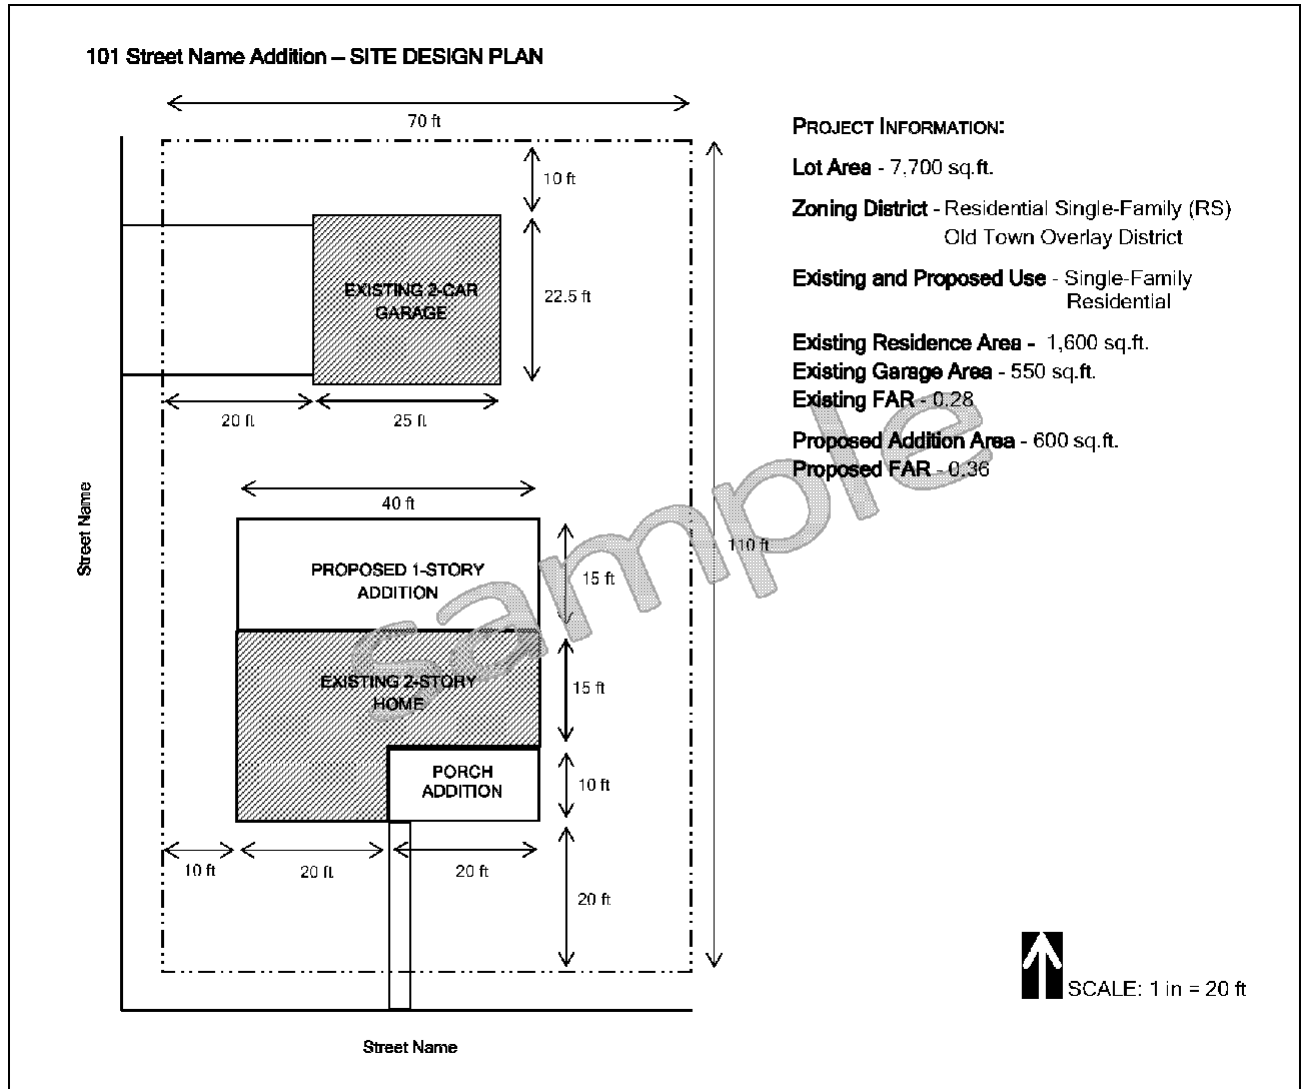 101 Street Name Addition – SITE DESIGN PLAN
70 ft
10 ft
EXISTING 2-CAR
GARAGE
22.5 ft
20 ft
25 ft
40 ft
110 ft
PROPOSED 1-STORY
ADDITION
15 ft
EXISTING 2-STORY
HOME
15 ft
PORCH
ADDITION
10 ft
10 ft
20 ft
20 ft
20 ft
Street Name
Street Name
PROJECT INFORMATION:
Lot Area - 7,700 sq.ft.
Zoning District - Residential Single-Family (RS)
Old Town Overlay District
Existing and Proposed Use - Single-Family
Residential
Existing Residence Area - 1,600 sq.ft.
Existing Garage Area - 550 sq.ft.
Existing FAR - 0.28
Proposed Addition Area - 600 sq.ft.
Proposed FAR - 0.36
sample
SCALE: 1 in = 20 ft